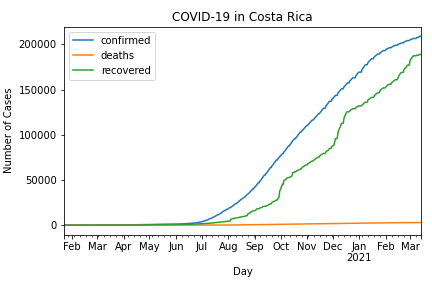 COVID-19 in Costa Rica
confirmed
deaths
recovered
Number of Cases
200000
150000
100000
50000
0
Feb Mar Apr May Jun Jul Aug Sep Oct Nov Dec Jan Feb Mar
2021
Day